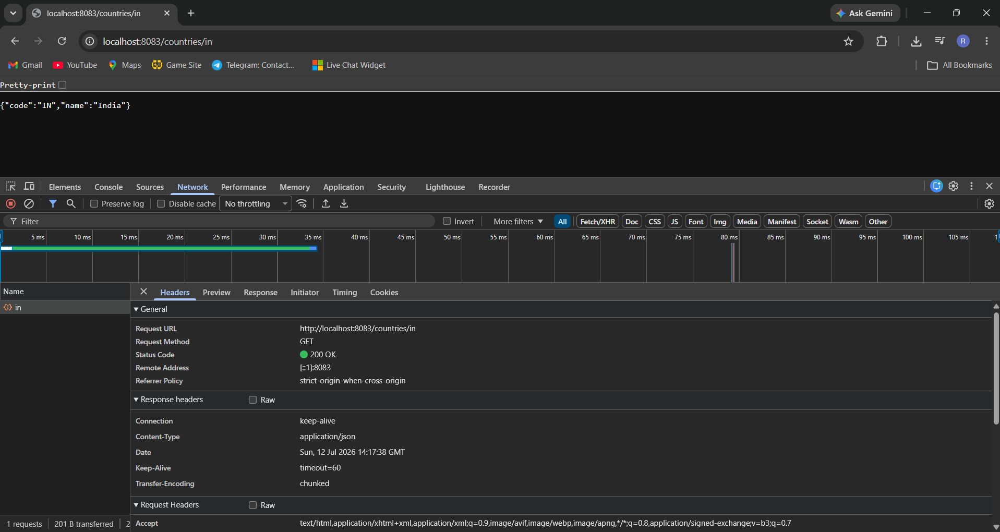 localhost:8083/countries/in
Ask Gemini
localhost:8083/countries/in
R
Gmail YouTube Maps Game Site Telegram: Contact... Live Chat Widget All Bookmarks
Pretty-print
{"code":"IN","name":"India"}
Elements Console Sources Network Performance Memory Application Security Lighthouse Recorder
Preserve log Disable cache No throttling
Filter Invert More filters All Fetch/XHR Doc CSS JS Font Img Media Manifest Socket Wasm Other
5 ms 10 ms 15 ms 20 ms 25 ms 30 ms 35 ms 40 ms 45 ms 50 ms 55 ms 60 ms 65 ms 70 ms 75 ms 80 ms 85 ms 90 ms 95 ms 100 ms 105 ms 1
Name Headers Preview Response Initiator Timing Cookies
in
General
Request URL http://localhost:8083/countries/in
Request Method GET
Status Code 200 OK
Remote Address [::1]:8083
Referrer Policy strict-origin-when-cross-origin
Response headers Raw
Connection keep-alive
Content-Type application/json
Date Sun, 12 Jul 2026 14:17:38 GMT
Keep-Alive timeout=60
Transfer-Encoding chunked
Request Headers Raw
1 requests 201 B transferred 2
Accept text/html,application/xhtml+xml,application/xml;q=0.9,image/avif,image/webp,image/apng,*/*;q=0.8,application/signed-exchange;v=b3;q=0.7